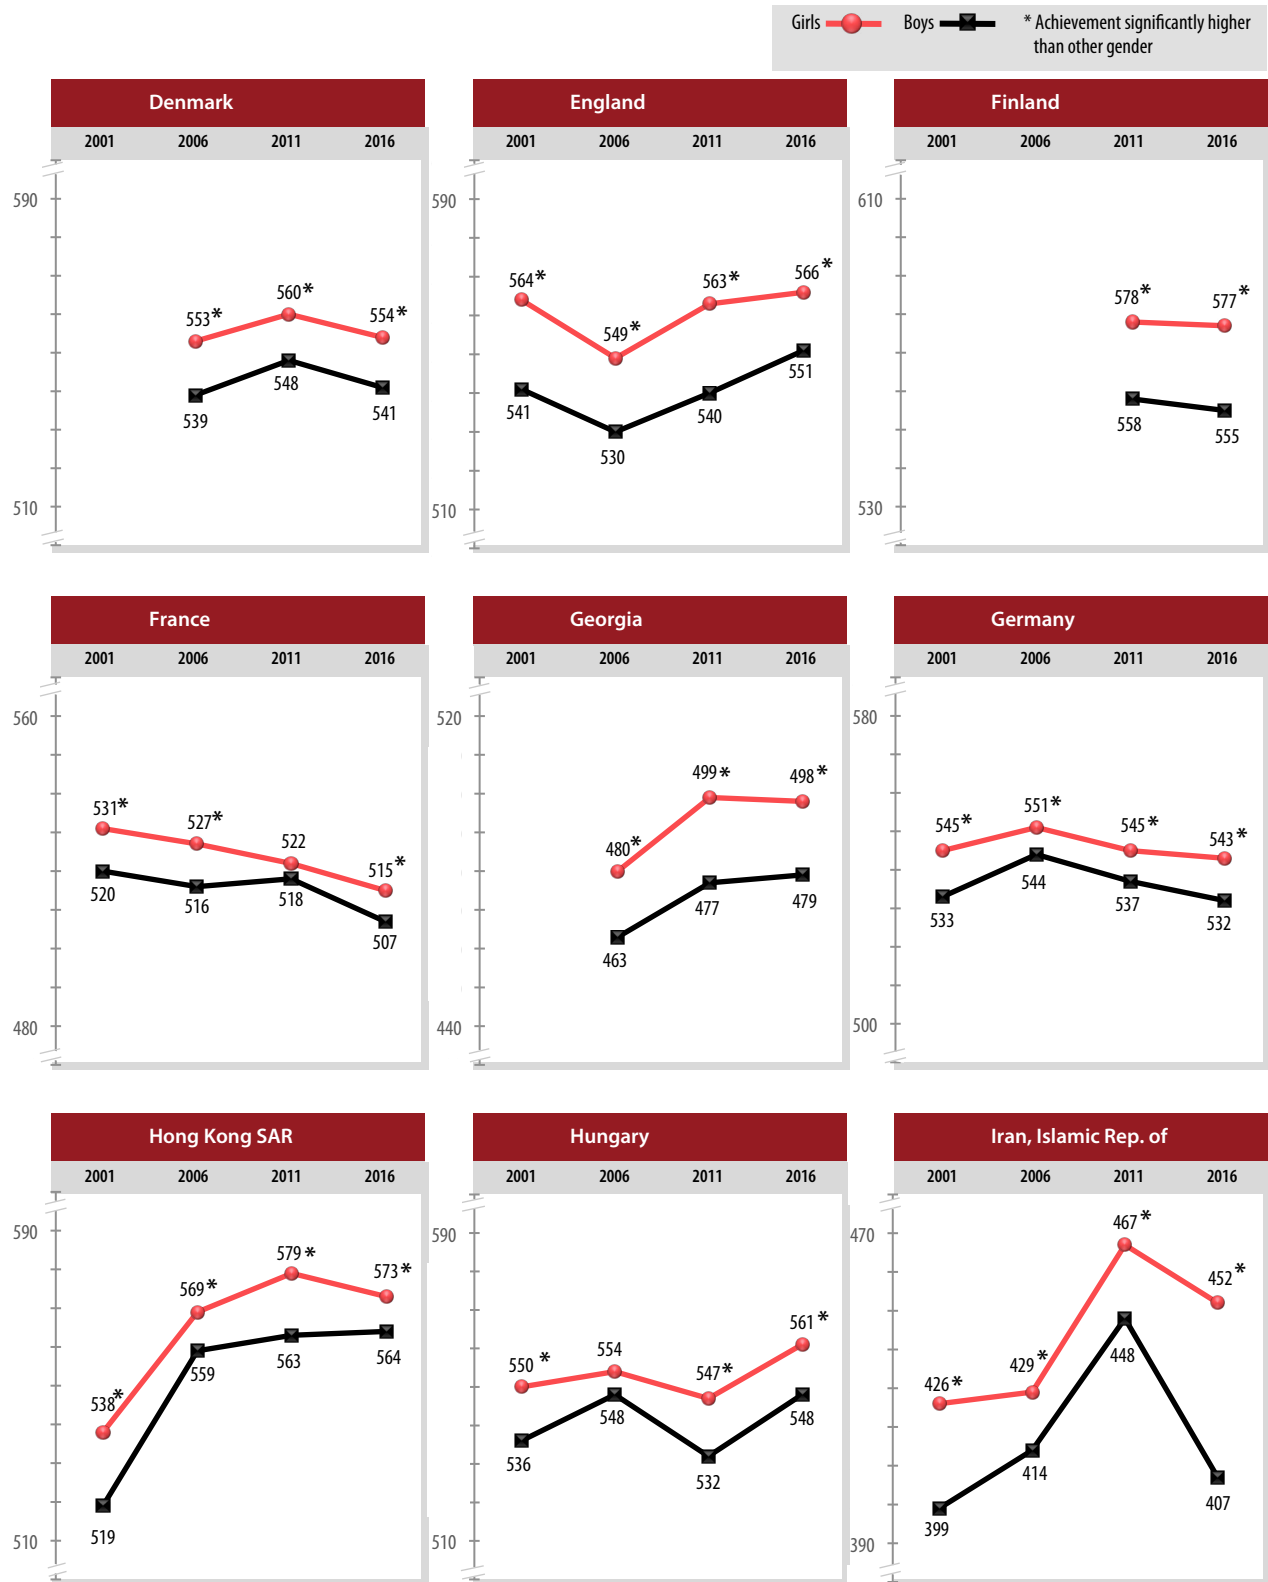 Girls Boys * Achievement significantly higher
than other gender
Denmark
2001 2006 2011 2016
590
553* 560* 554*
539 548 541
510
England
2001 2006 2011 2016
590
564* 549* 563* 566*
541 530 540 551
510
Finland
2001 2006 2011 2016
610
578* 577*
558 555
530
France
2001 2006 2011 2016
560
531* 527* 522 515*
520 516 518 507
480
Georgia
2001 2006 2011 2016
520
480* 499* 498*
463 477 479
440
Germany
2001 2006 2011 2016
580
545* 551* 545* 543*
533 544 537 532
500
Hong Kong SAR
2001 2006 2011 2016
590
538* 569* 579* 573*
519 559 563 564
510
Hungary
2001 2006 2011 2016
590
550* 554 547* 561*
536 548 532 548
510
Iran, Islamic Rep. of
2001 2006 2011 2016
470
426* 429* 467* 452*
399 414 448 407
390